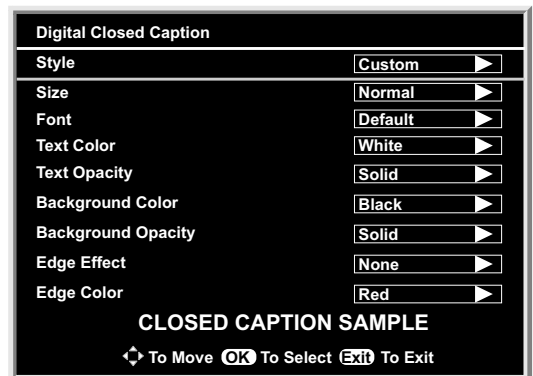 Digital Closed Caption
Style Custom
Size Normal
Font Default
Text Color White
Text Opacity Solid
Background Color Black
Background Opacity Solid
Edge Effect None
Edge Color Red
CLOSED CAPTION SAMPLE
To Move OK To Select Exit To Exit